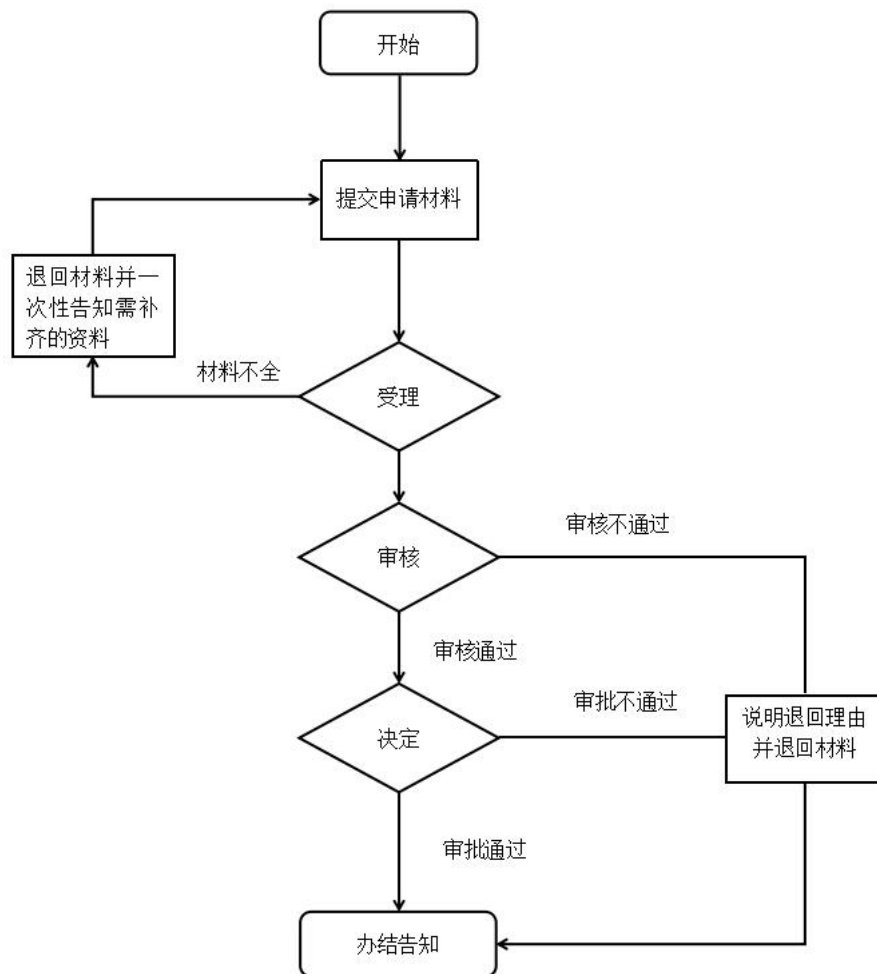 开始
提交申请材料
退回材料并一
次性告知需补
齐的资料
材料不全
受理
审核不通过
审核
审核通过
审批不通过
说明退回理由
并退回材料
决定
审批通过
办结告知